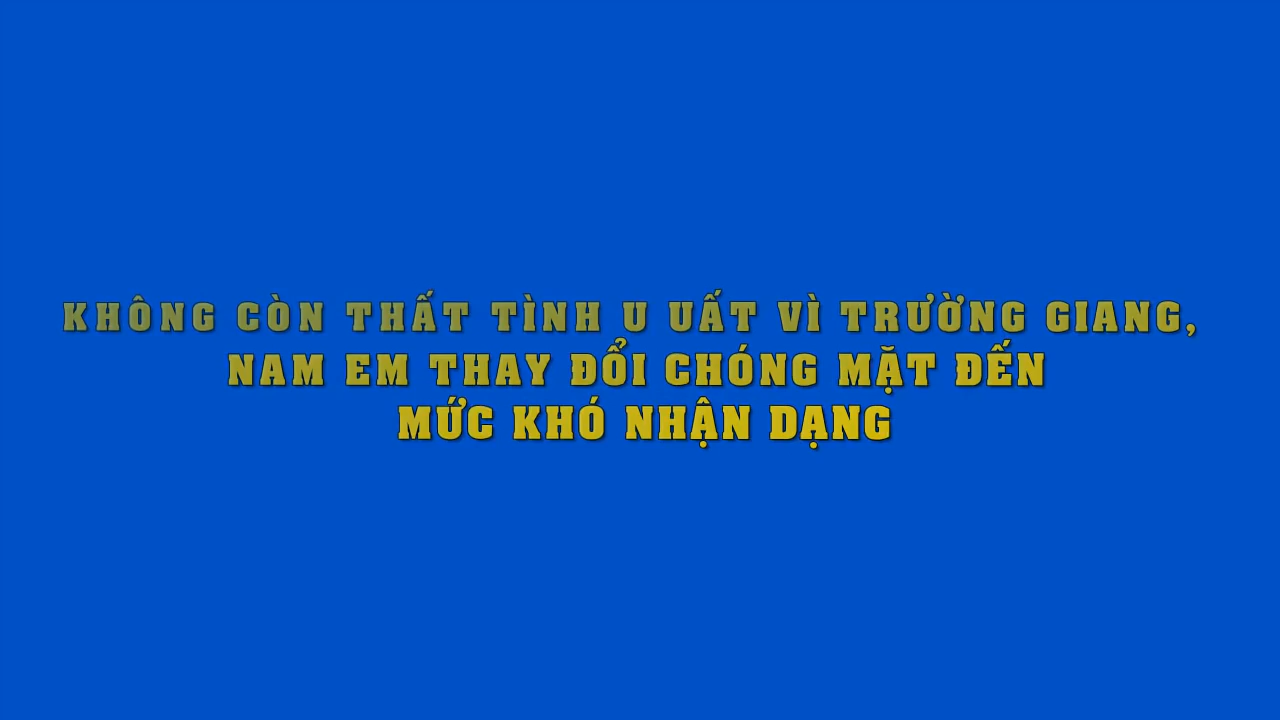 KHÔNG CÒN THẤT TÌNH U UẤT VÌ TRƯỜNG GIANG,
NAM EM THAY ĐỔI CHÓNG MẶT ĐẾN
MỨC KHÓ NHẬN DẠNG